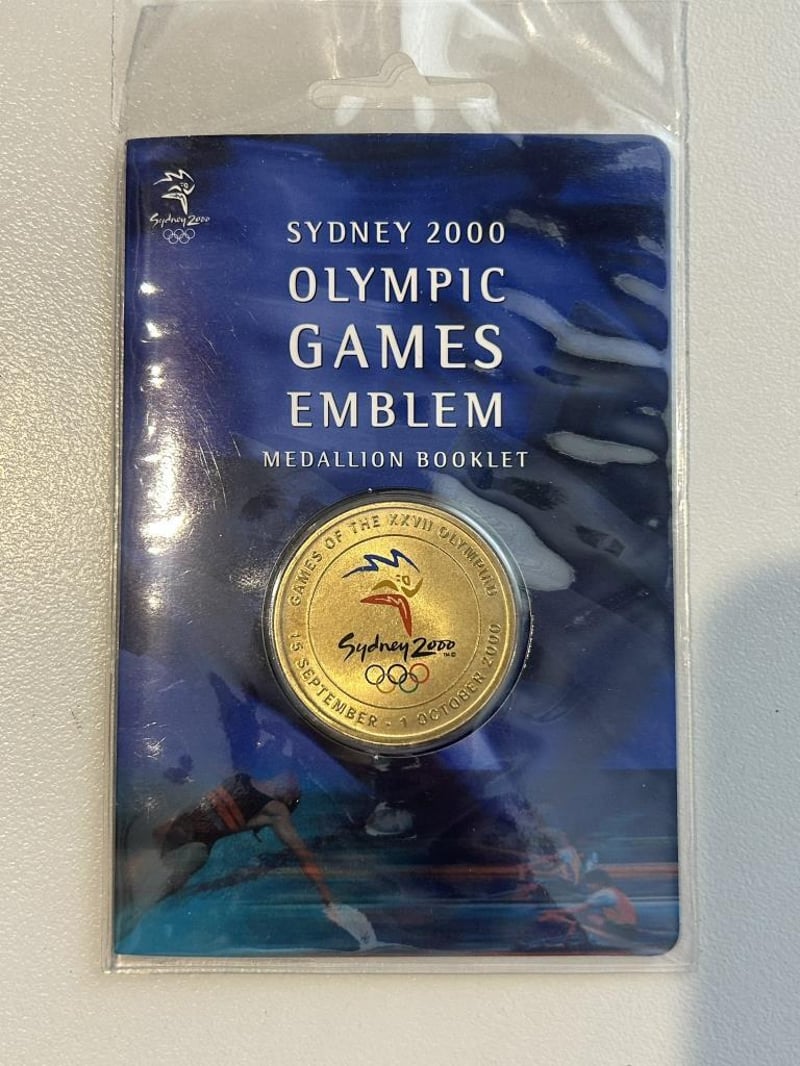 Sydney 2000
SYDNEY 2000
OLYMPIC
GAMES
EMBLEM
MEDALLION BOOKLET
GAMES OF THE XXVII OLYMPIAD
Sydney 2000
TM©
15 SEPTEMBER - 1 OCTOBER 2000